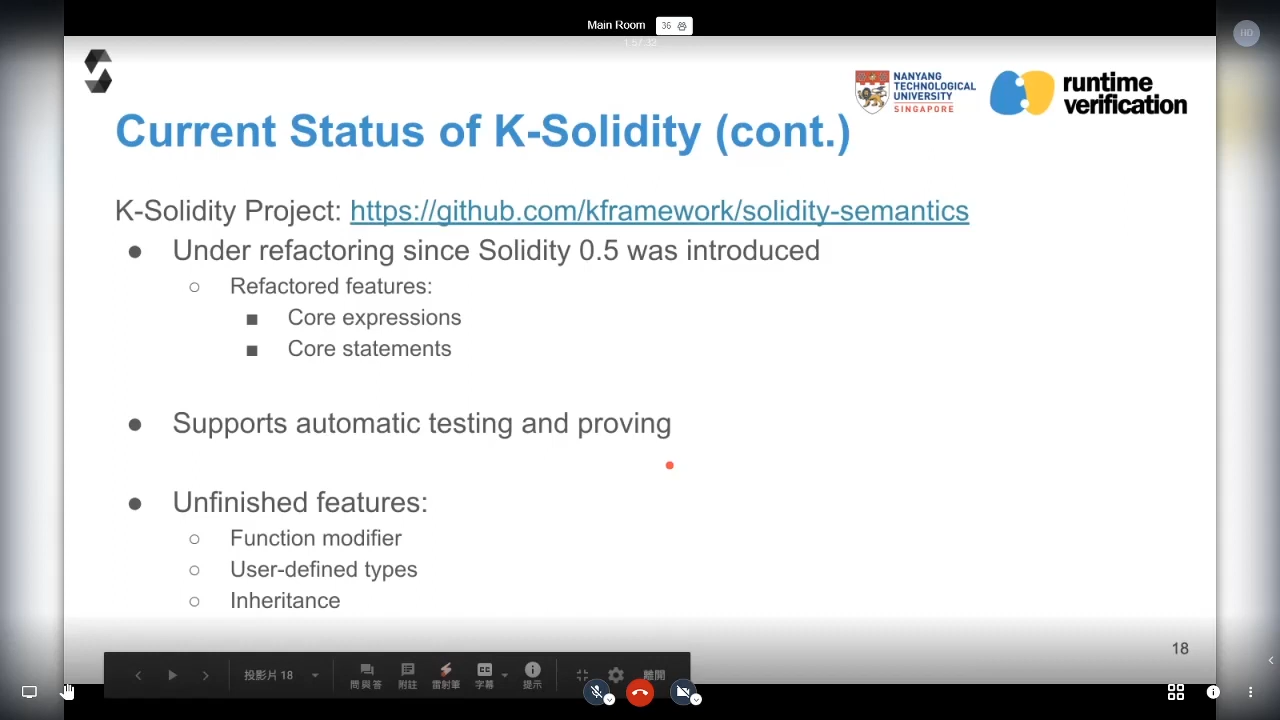 Main Room 36
HD
NANYANG
TECHNOLOGICAL
UNIVERSITY
SINGAPORE
runtime
verification
Current Status of K-Solidity (cont.)
K-Solidity Project: https://github.com/kframework/solidity-semantics
● Under refactoring since Solidity 0.5 was introduced
○ Refactored features:
■ Core expressions
■ Core statements
● Supports automatic testing and proving
● Unfinished features:
○ Function modifier
○ User-defined types
○ Inheritance
18
投影片 18
問與答 附註 雷射筆 字幕 提示 離開